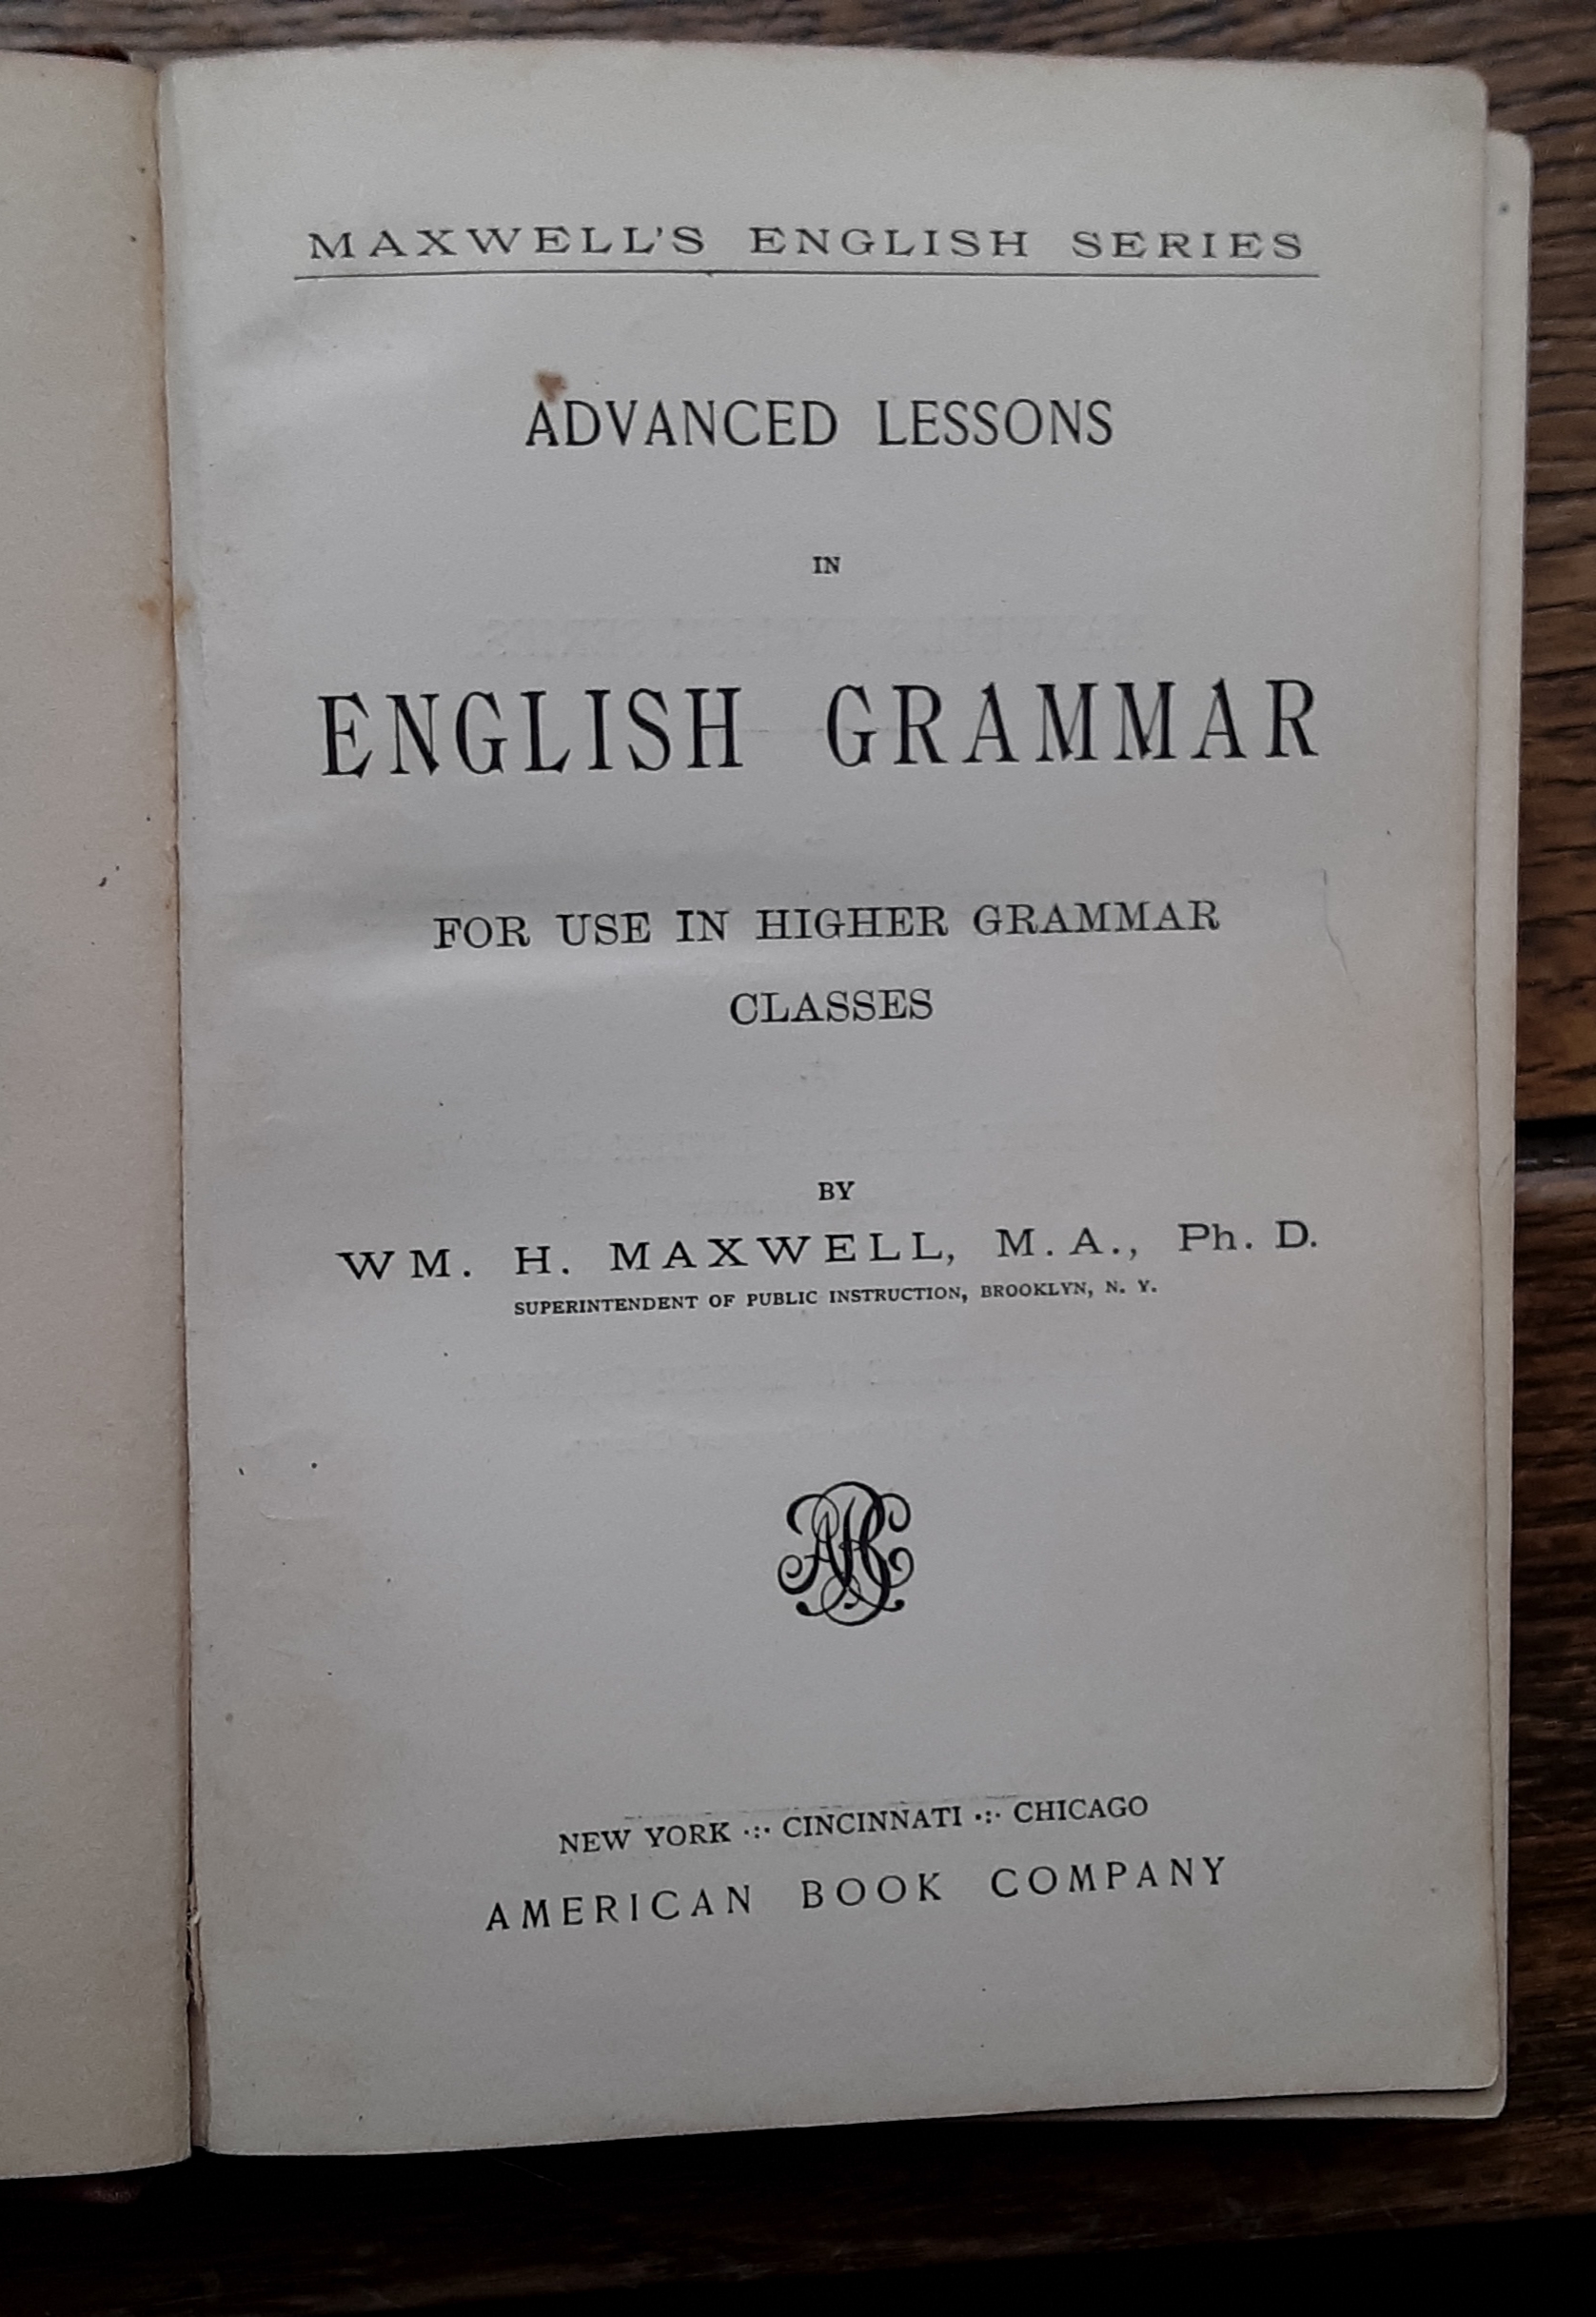 MAXWELL'S ENGLISH SERIES
ADVANCED LESSONS
IN
ENGLISH GRAMMAR
FOR USE IN HIGHER GRAMMAR
CLASSES
BY
WM. H. MAXWELL, M.A., Ph. D.
SUPERINTENDENT OF PUBLIC INSTRUCTION, BROOKLYN, N. Y.
ABC
NEW YORK ·:· CINCINNATI ·:· CHICAGO
AMERICAN BOOK COMPANY